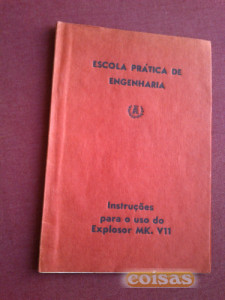 ESCOLA PRÁTICA DE
ENGENHARIA
Instruções
para o uso do
Explosor MK. VII
coisas